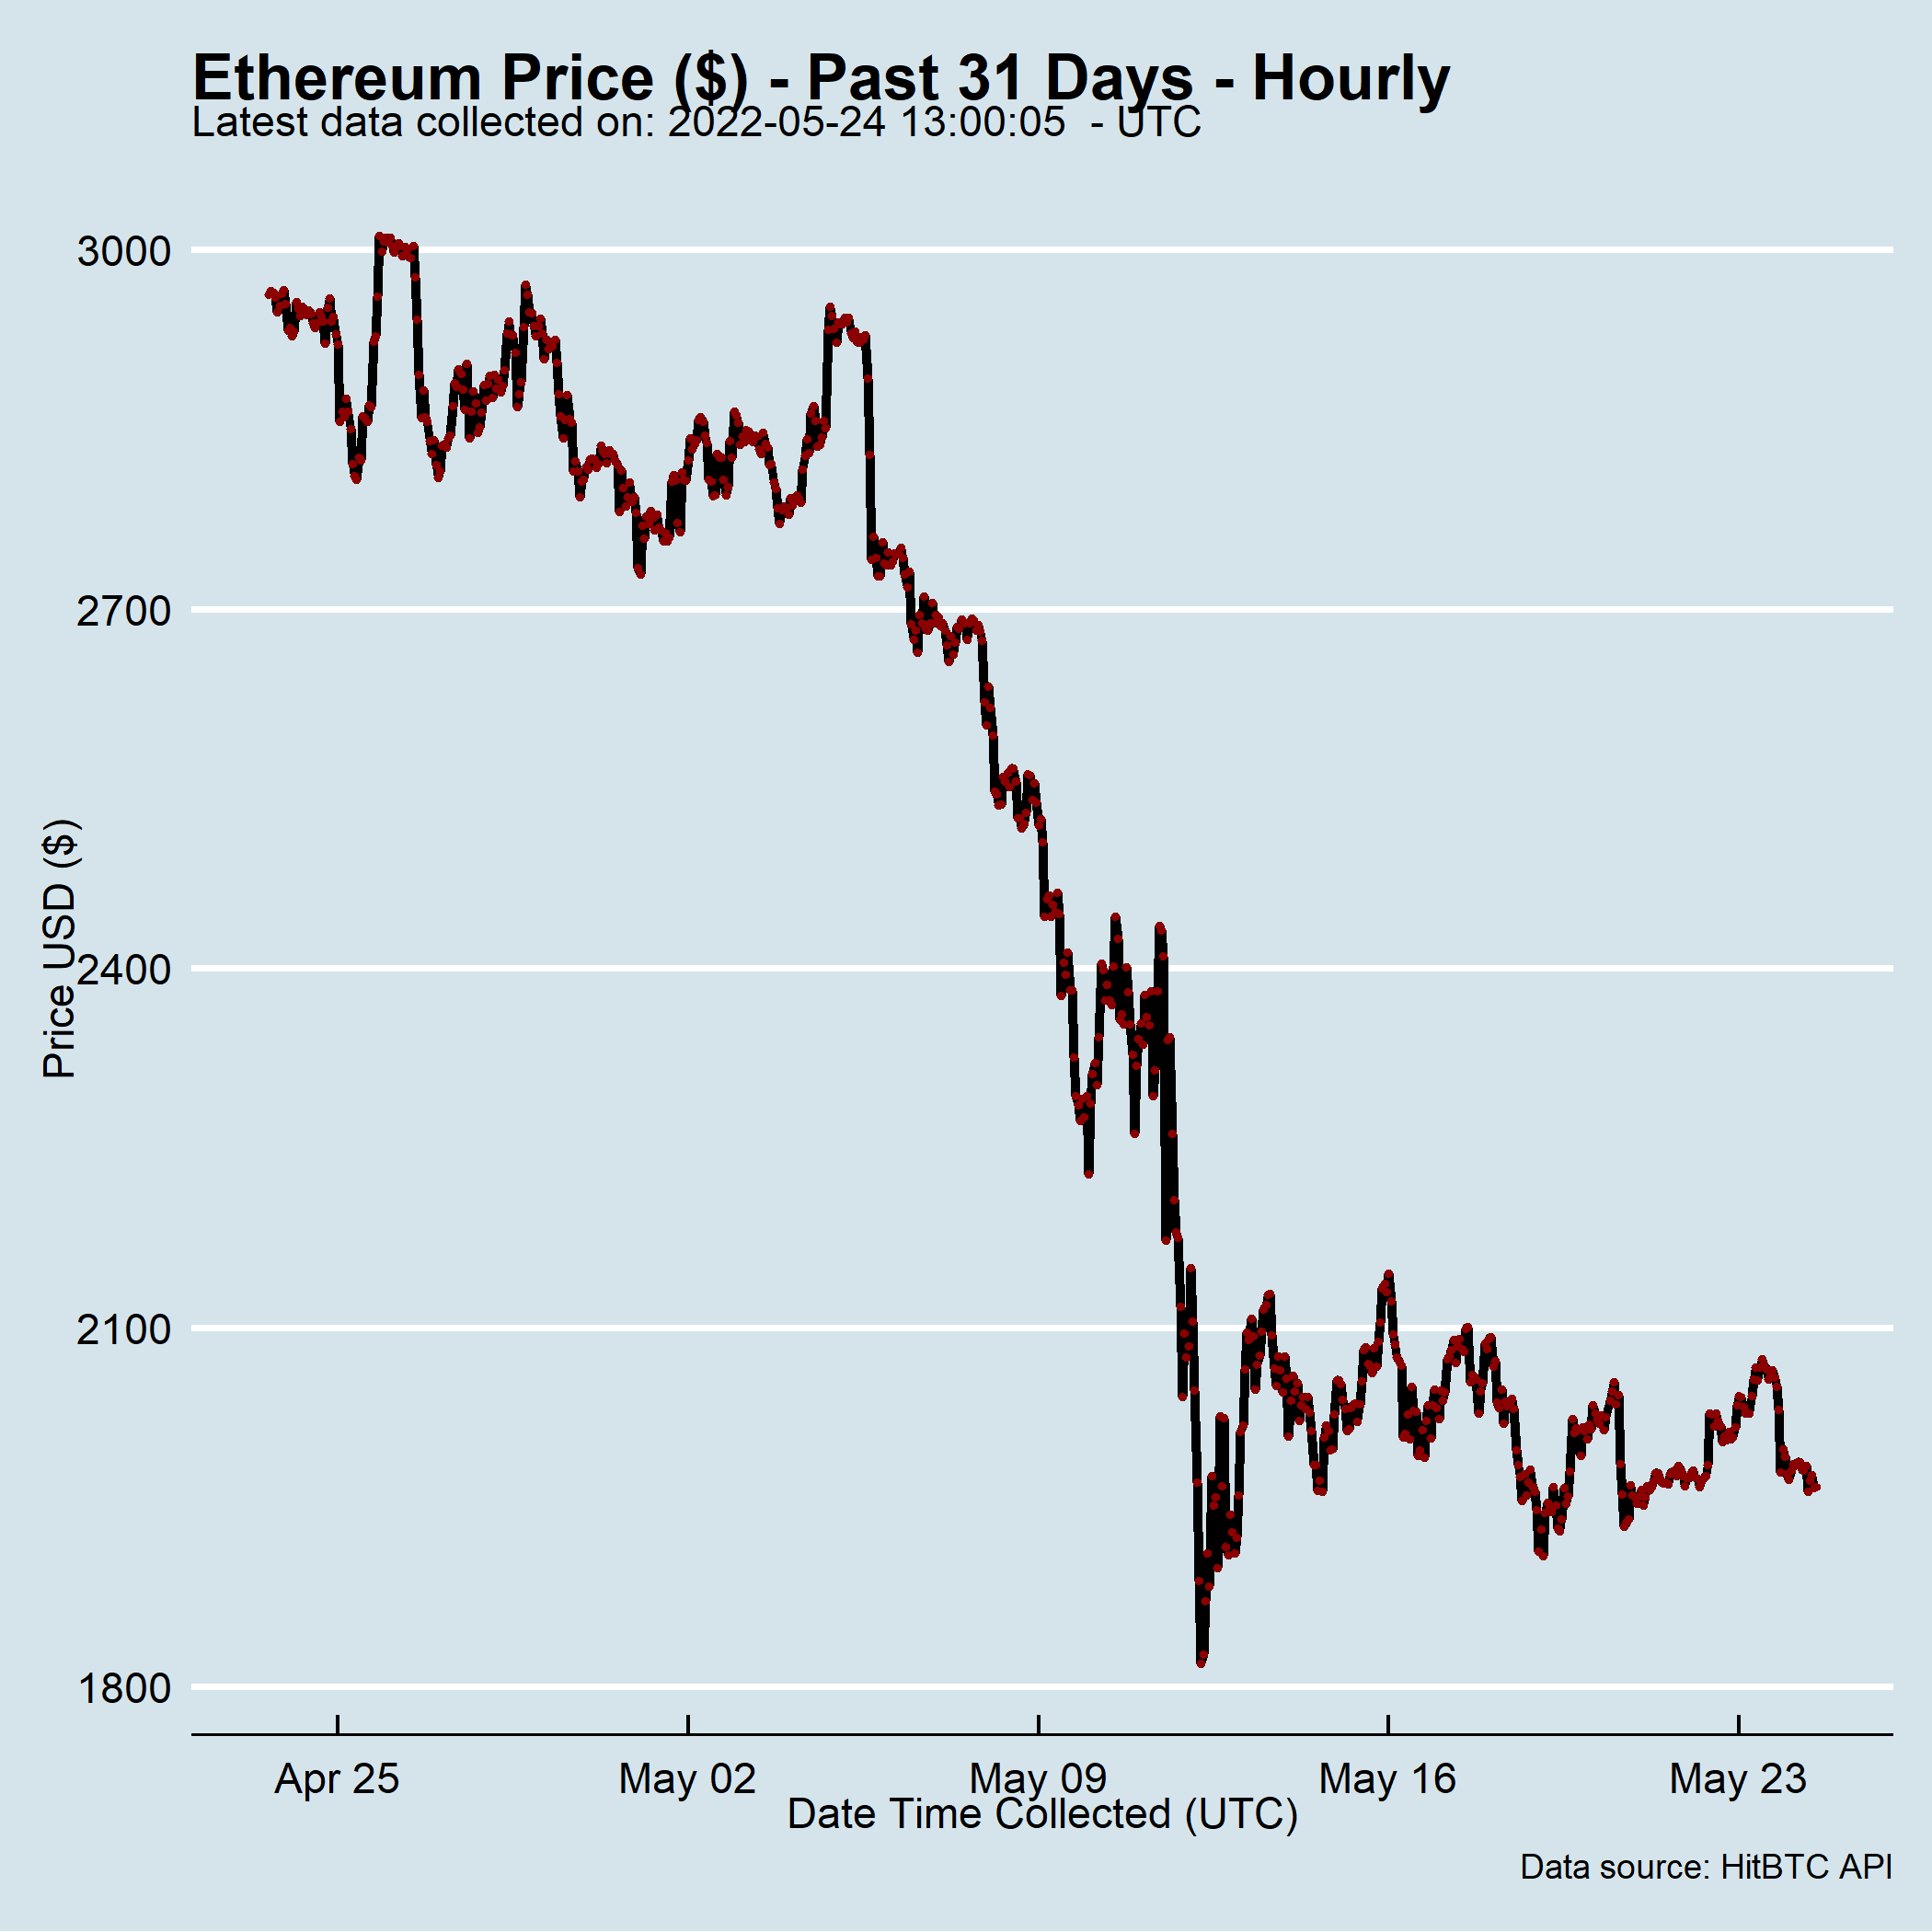 Ethereum Price ($) - Past 31 Days - Hourly
Latest data collected on: 2022-05-24 13:00:05  - UTC
3000
2700
2400
2100
1800
Price USD ($)
Apr 25
May 02
May 09
May 16
May 23
Date Time Collected (UTC)
Data source: HitBTC API